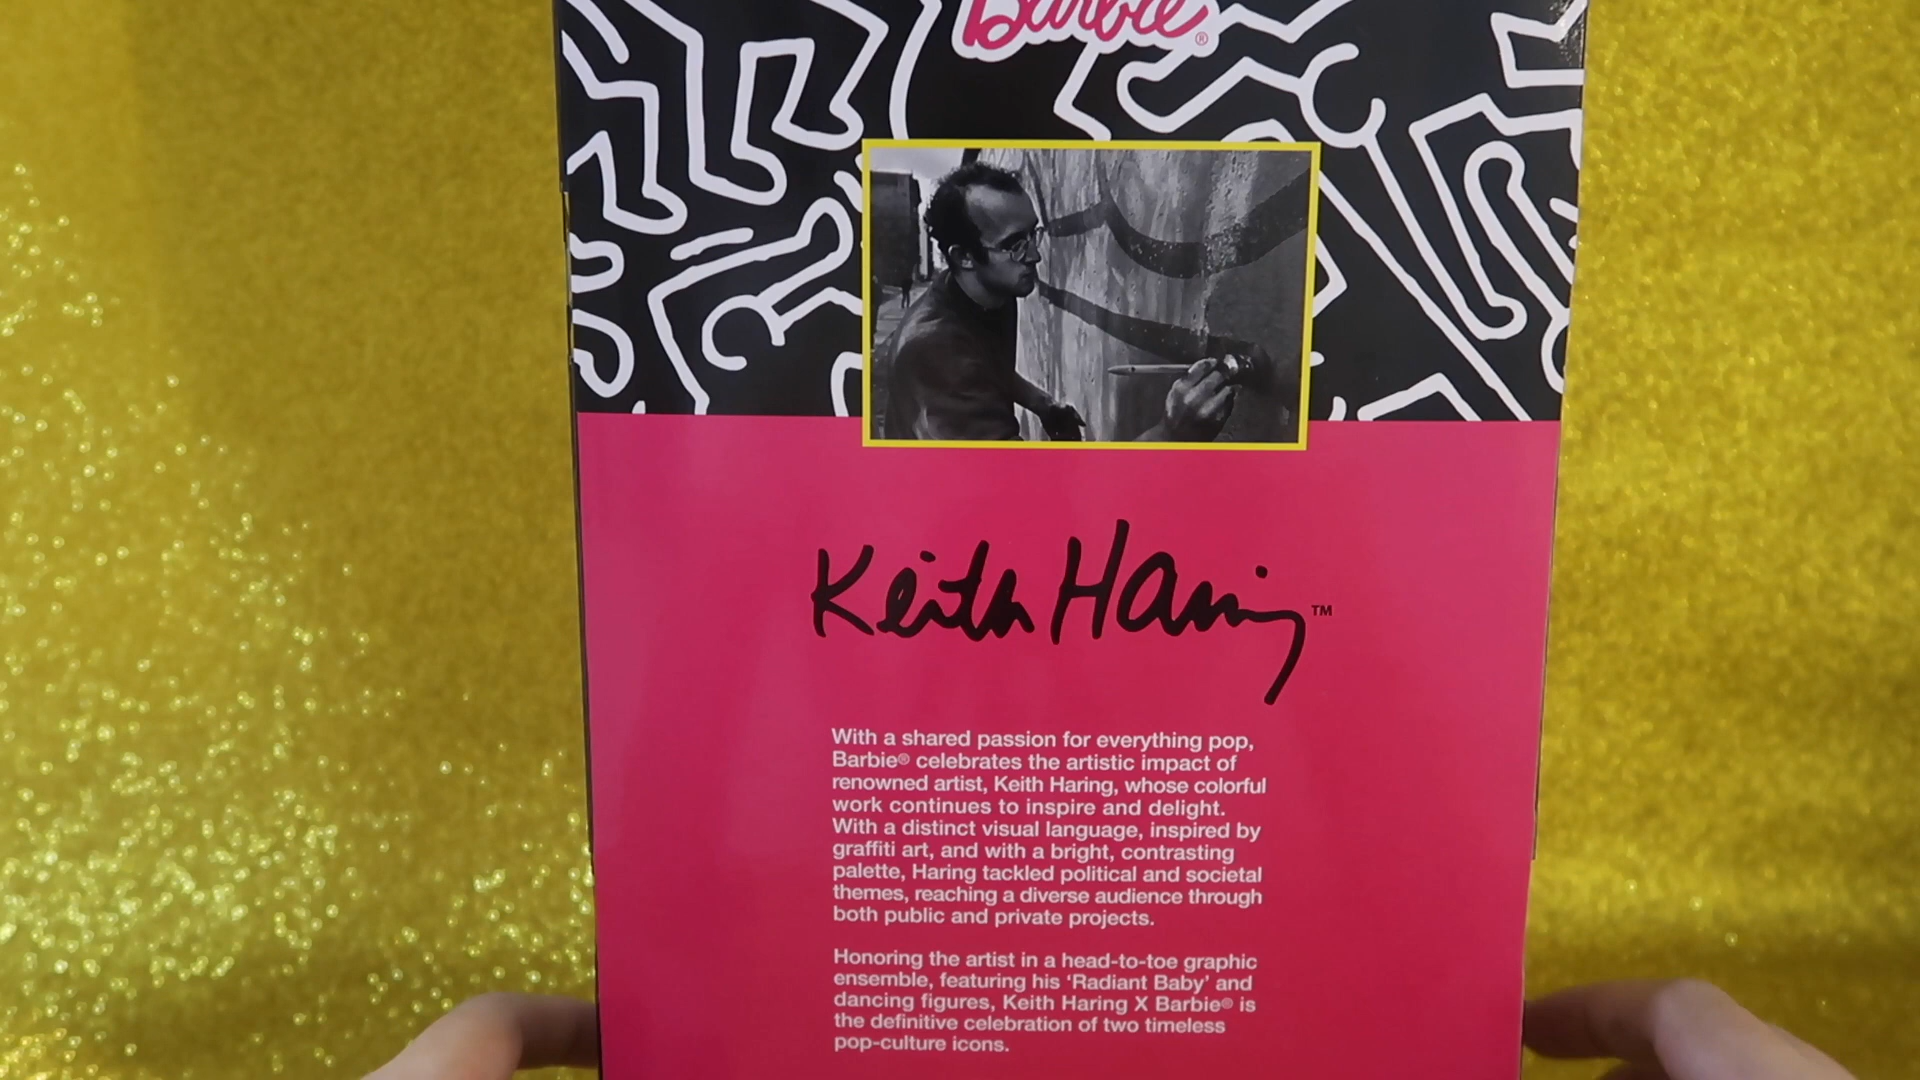 Barbie®
Keith Haring™
With a shared passion for everything pop,
Barbie® celebrates the artistic impact of
renowned artist, Keith Haring, whose colorful
work continues to inspire and delight.
With a distinct visual language, inspired by
graffiti art, and with a bright, contrasting
palette, Haring tackled political and societal
themes, reaching a diverse audience through
both public and private projects.
Honoring the artist in a head-to-toe graphic
ensemble, featuring his ‘Radiant Baby’ and
dancing figures, Keith Haring X Barbie® is
the definitive celebration of two timeless
pop-culture icons.